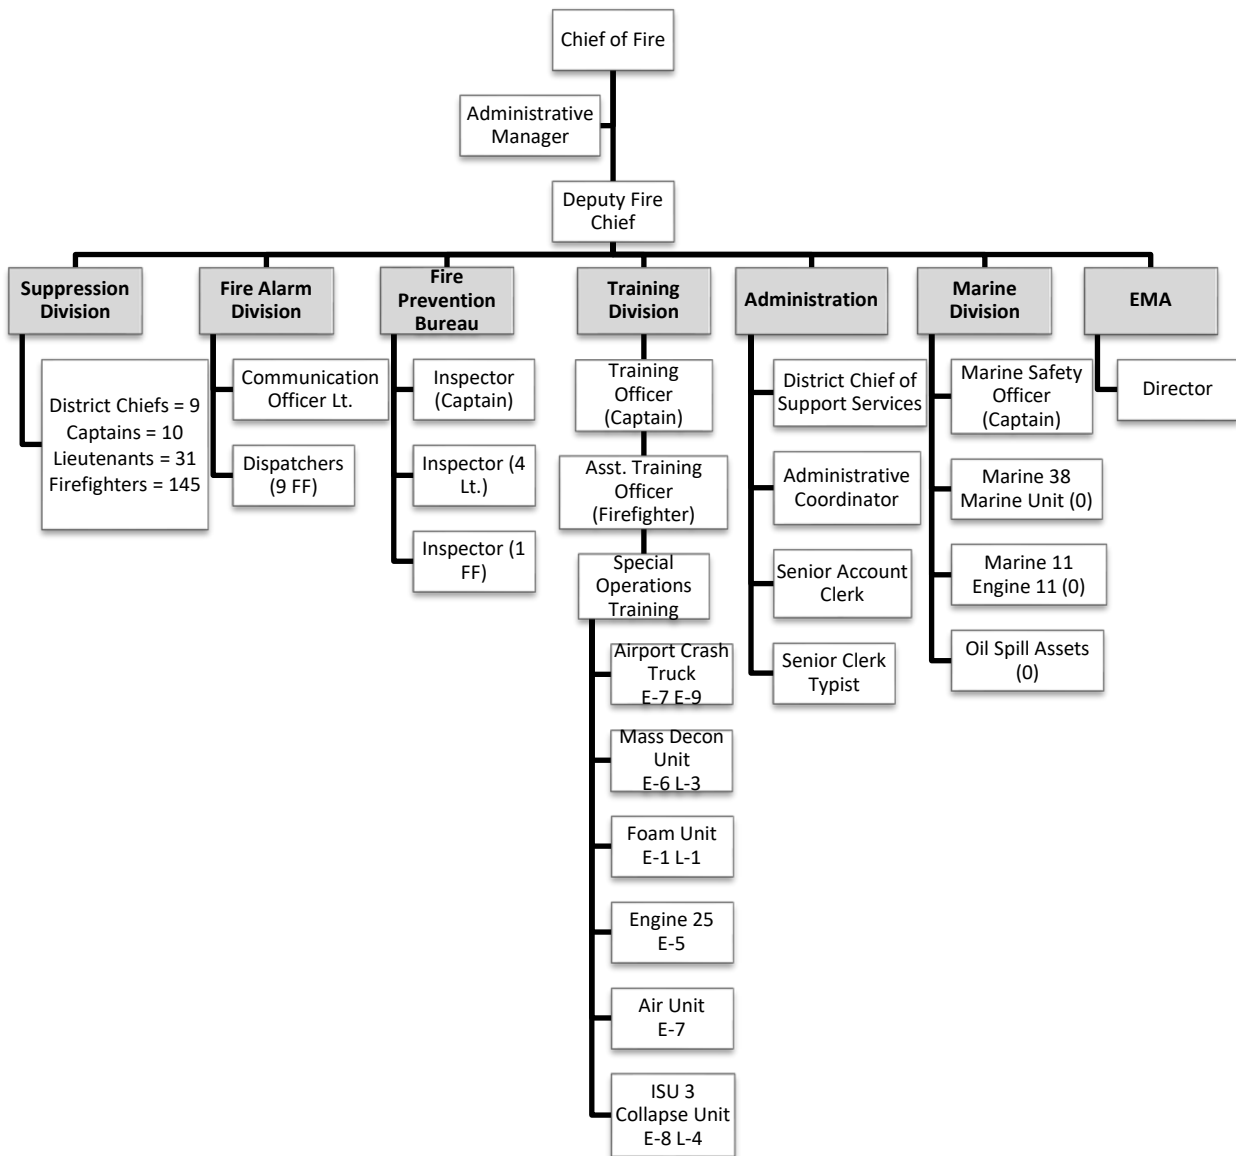 Chief of Fire
Administrative
Manager
Deputy Fire
Chief
Suppression
Division
District Chiefs = 9
Captains = 10
Lieutenants = 31
Firefighters = 145
Fire Alarm
Division
Communication
Officer Lt.
Dispatchers
(9 FF)
Fire
Prevention
Bureau
Inspector
(Captain)
Inspector (4
Lt.)
Inspector (1
FF)
Training
Division
Training
Officer
(Captain)
Asst. Training
Officer
(Firefighter)
Special
Operations
Training
Airport Crash
Truck
E-7 E-9
Mass Decon
Unit
E-6 L-3
Foam Unit
E-1 L-1
Engine 25
E-5
Air Unit
E-7
ISU 3
Collapse Unit
E-8 L-4
Administration
District Chief of
Support Services
Administrative
Coordinator
Senior Account
Clerk
Senior Clerk
Typist
Marine
Division
Marine Safety
Officer
(Captain)
Marine 38
Marine Unit (0)
Marine 11
Engine 11 (0)
Oil Spill Assets
(0)
EMA
Director